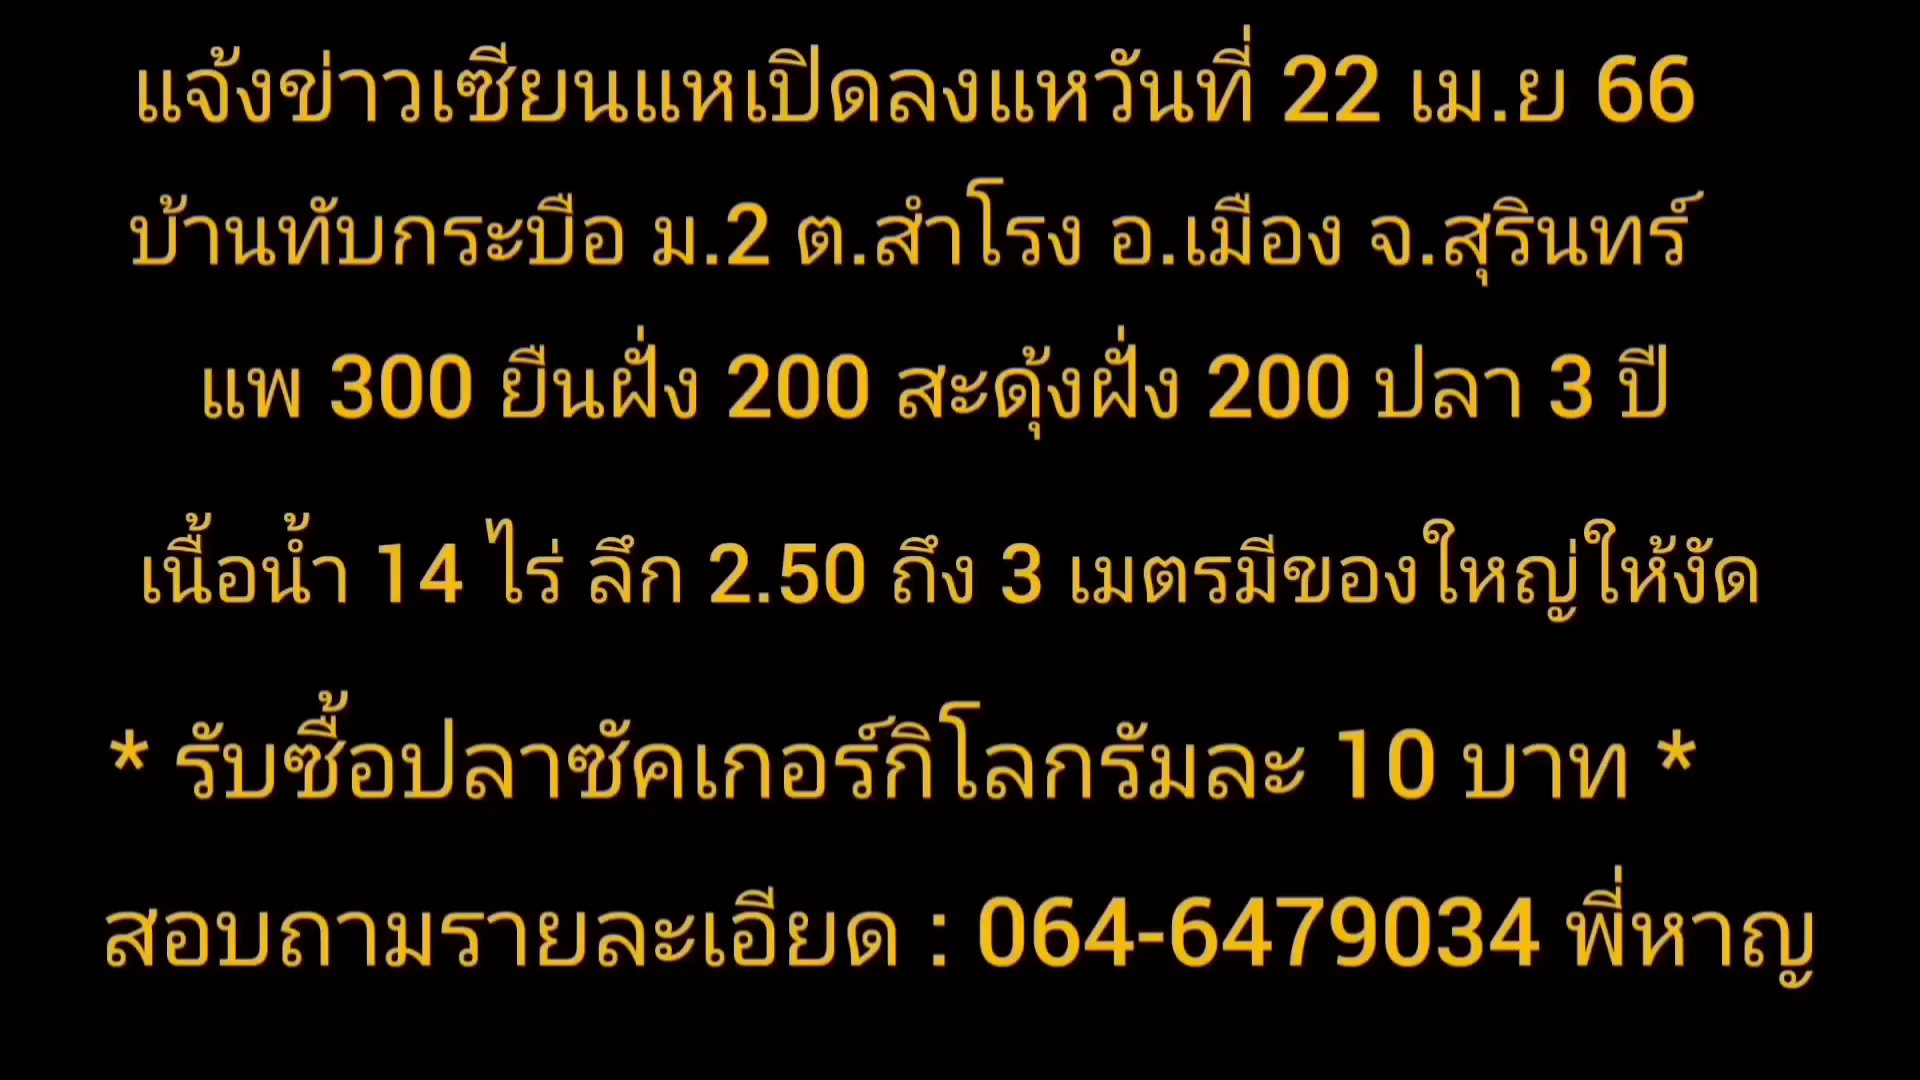 แจ้งข่าวเซียนแหเปิดลงแหวันที่ 22 เม.ย 66
บ้านทับกระบือ ม.2 ต.สำโรง อ.เมือง จ.สุรินทร์
แพ 300 ยืนฝั่ง 200 สะดุ้งฝั่ง 200 ปลา 3 ปี
เนื้อน้ำ 14 ไร่ ลึก 2.50 ถึง 3 เมตรมีของใหญ่ให้งัด
* รับซื้อปลาซัคเกอร์กิโลกรัมละ 10 บาท *
สอบถามรายละเอียด : 064-6479034 พี่หาญ